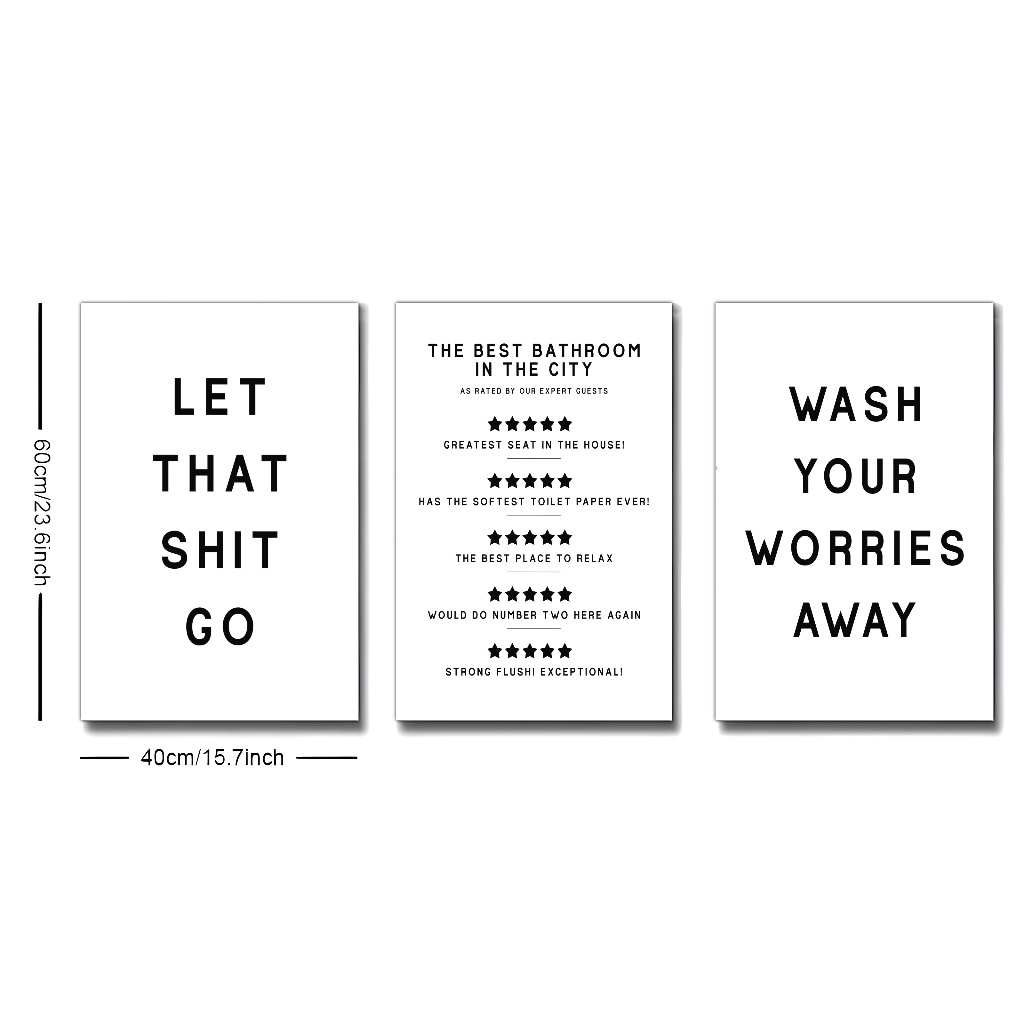 LET
THAT
SHIT
GO
THE BEST BATHROOM
IN THE CITY
AS RATED BY OUR EXPERT GUESTS
★★★★★
GREATEST SEAT IN THE HOUSE!
★★★★★
HAS THE SOFTEST TOILET PAPER EVER!
★★★★★
THE BEST PLACE TO RELAX
★★★★★
WOULD DO NUMBER TWO HERE AGAIN
★★★★★
STRONG FLUSH! EXCEPTIONAL!
WASH
YOUR
WORRIES
AWAY
60cm/23.6inch
40cm/15.7inch